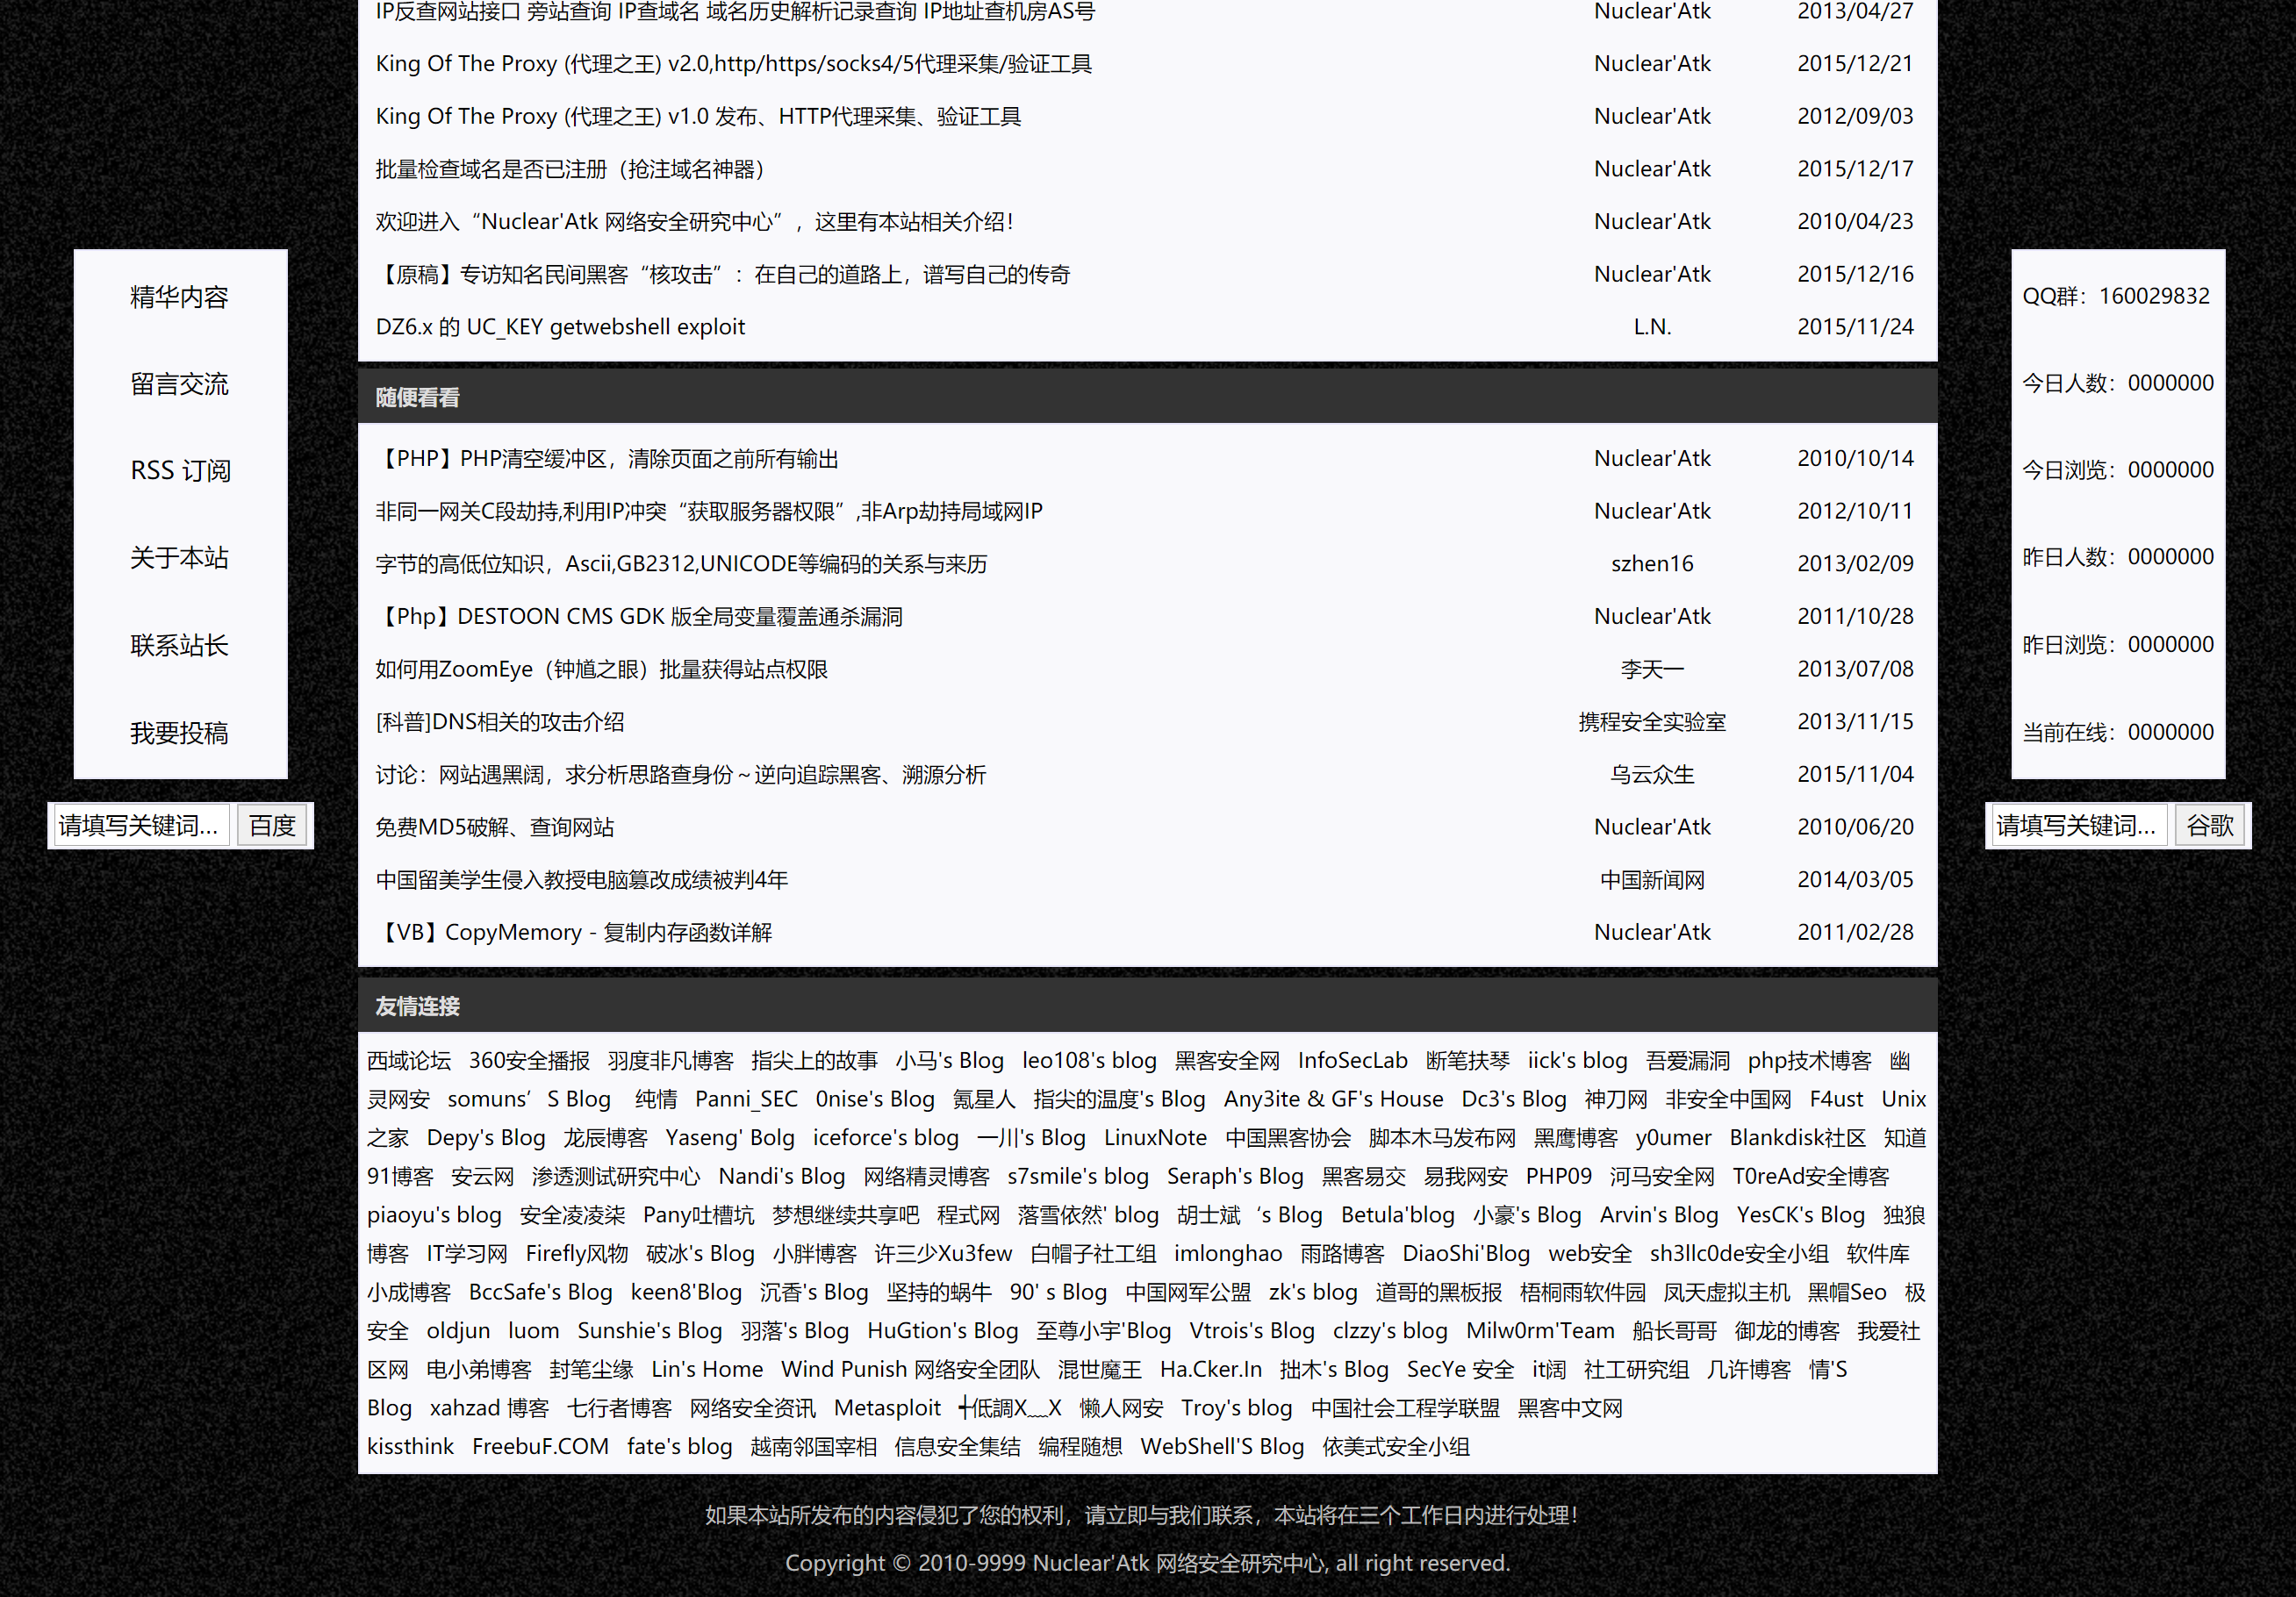 IP反查网站接口 旁站查询 IP查域名 域名历史解析记录查询 IP地址查机房AS号 Nuclear'Atk 2013/04/27
King Of The Proxy (代理之王) v2.0,http/https/socks4/5代理采集/验证工具 Nuclear'Atk 2015/12/21
King Of The Proxy (代理之王) v1.0 发布、HTTP代理采集、验证工具 Nuclear'Atk 2012/09/03
批量检查域名是否已注册（抢注域名神器） Nuclear'Atk 2015/12/17
欢迎进入“Nuclear'Atk 网络安全研究中心”，这里有本站相关介绍！ Nuclear'Atk 2010/04/23
【原稿】专访知名民间黑客“核攻击”：在自己的道路上，谱写自己的传奇 Nuclear'Atk 2015/12/16
DZ6.x 的 UC_KEY getwebshell exploit L.N. 2015/11/24
随便看看
【PHP】PHP清空缓冲区，清除页面之前所有输出 Nuclear'Atk 2010/10/14
非同一网关C段劫持,利用IP冲突“获取服务器权限”,非Arp劫持局域网IP Nuclear'Atk 2012/10/11
字节的高低位知识，Ascii,GB2312,UNICODE等编码的关系与来历 szhen16 2013/02/09
【Php】DESTOON CMS GDK 版全局变量覆盖通杀漏洞 Nuclear'Atk 2011/10/28
如何用ZoomEye（钟馗之眼）批量获得站点权限 李天一 2013/07/08
[科普]DNS相关的攻击介绍 携程安全实验室 2013/11/15
讨论：网站遇黑阔，求分析思路查身份～逆向追踪黑客、溯源分析 乌云众生 2015/11/04
免费MD5破解、查询网站 Nuclear'Atk 2010/06/20
中国留美学生侵入教授电脑篡改成绩被判4年 中国新闻网 2014/03/05
【VB】CopyMemory - 复制内存函数详解 Nuclear'Atk 2011/02/28
友情连接
西域论坛 360安全播报 羽度非凡博客 指尖上的故事 小马's Blog leo108's blog 黑客安全网 InfoSecLab 断笔扶琴 iick's blog 吾爱漏洞 php技术博客 幽
灵网安 somuns’S Blog 纯情 Panni_SEC 0nise's Blog 氪星人 指尖的温度's Blog Any3ite & GF's House Dc3's Blog 神刀网 非安全中国网 F4ust Unix
之家 Depy's Blog 龙辰博客 Yaseng' Bolg iceforce's blog 一川's Blog LinuxNote 中国黑客协会 脚本木马发布网 黑鹰博客 y0umer Blankdisk社区 知道
91博客 安云网 渗透测试研究中心 Nandi's Blog 网络精灵博客 s7smile's blog Seraph's Blog 黑客易交 易我网安 PHP09 河马安全网 T0reAd安全博客
piaoyu's blog 安全凌凌柒 Pany吐槽坑 梦想继续共享吧 程式网 落雪依然' blog 胡士斌‘s Blog Betula'blog 小豪's Blog Arvin's Blog YesCK's Blog 独狼
博客 IT学习网 Firefly风物 破冰's Blog 小胖博客 许三少Xu3few 白帽子社工组 imlonghao 雨路博客 DiaoShi'Blog web安全 sh3llc0de安全小组 软件库
小成博客 BccSafe's Blog keen8'Blog 沉香's Blog 坚持的蜗牛 90' s Blog 中国网军公盟 zk's blog 道哥的黑板报 梧桐雨软件园 凤天虚拟主机 黑帽Seo 极
安全 oldjun luom Sunshie's Blog 羽落's Blog HuGtion's Blog 至尊小宇'Blog Vtrois's Blog clzzy's blog Milw0rm'Team 船长哥哥 御龙的博客 我爱社
区网 电小弟博客 封笔尘缘 Lin's Home Wind Punish 网络安全团队 混世魔王 Ha.Cker.In 拙木's Blog SecYe 安全 it阔 社工研究组 几许博客 情'S
Blog xahzad 博客 七行者博客 网络安全资讯 Metasploit ╃低調X﹏X 懒人网安 Troy's blog 中国社会工程学联盟 黑客中文网
kissthink FreebuF.COM fate's blog 越南邻国宰相 信息安全集结 编程随想 WebShell'S Blog 依美式安全小组
如果本站所发布的内容侵犯了您的权利，请立即与我们联系，本站将在三个工作日内进行处理！
Copyright © 2010-9999 Nuclear'Atk 网络安全研究中心, all right reserved.
精华内容
留言交流
RSS 订阅
关于本站
联系站长
我要投稿
请填写关键词... 百度
QQ群：160029832
今日人数：0000000
今日浏览：0000000
昨日人数：0000000
昨日浏览：0000000
当前在线：0000000
请填写关键词... 谷歌